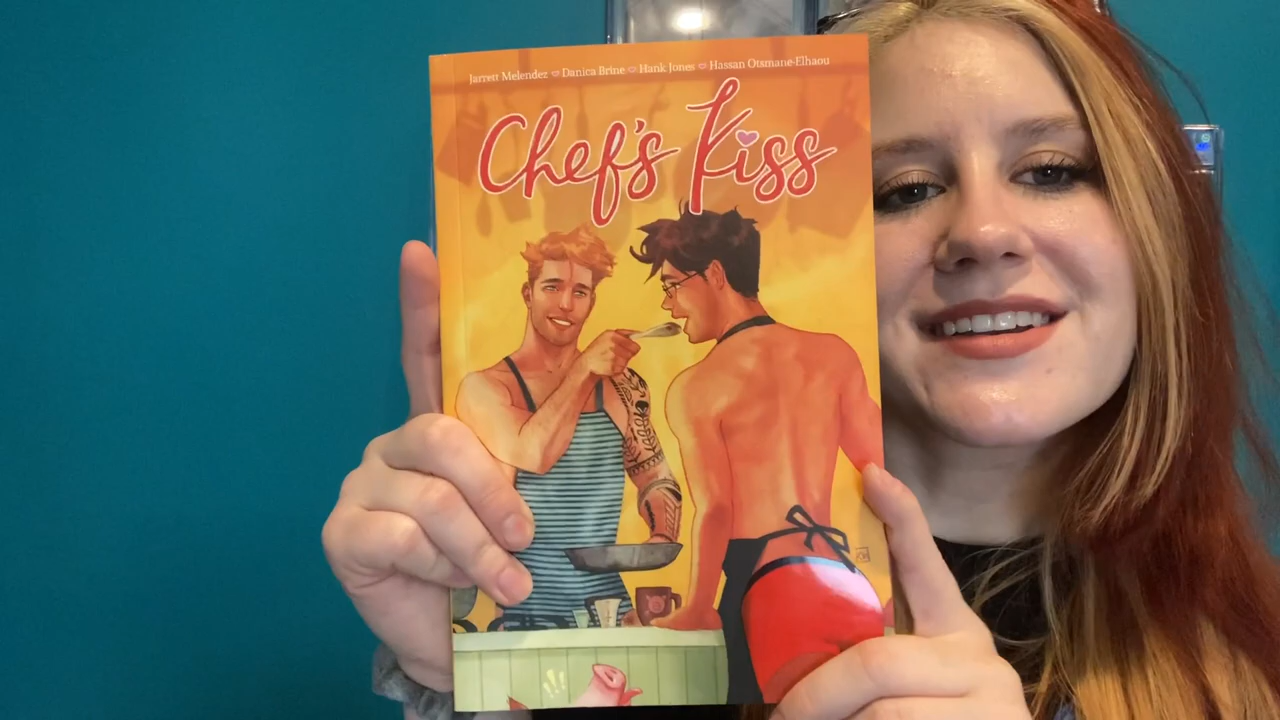 Jarrett Melendez ♡ Danica Brine ♡ Hank Jones ♡ Hassan Otsmane-Elhaou
Chef's Kiss